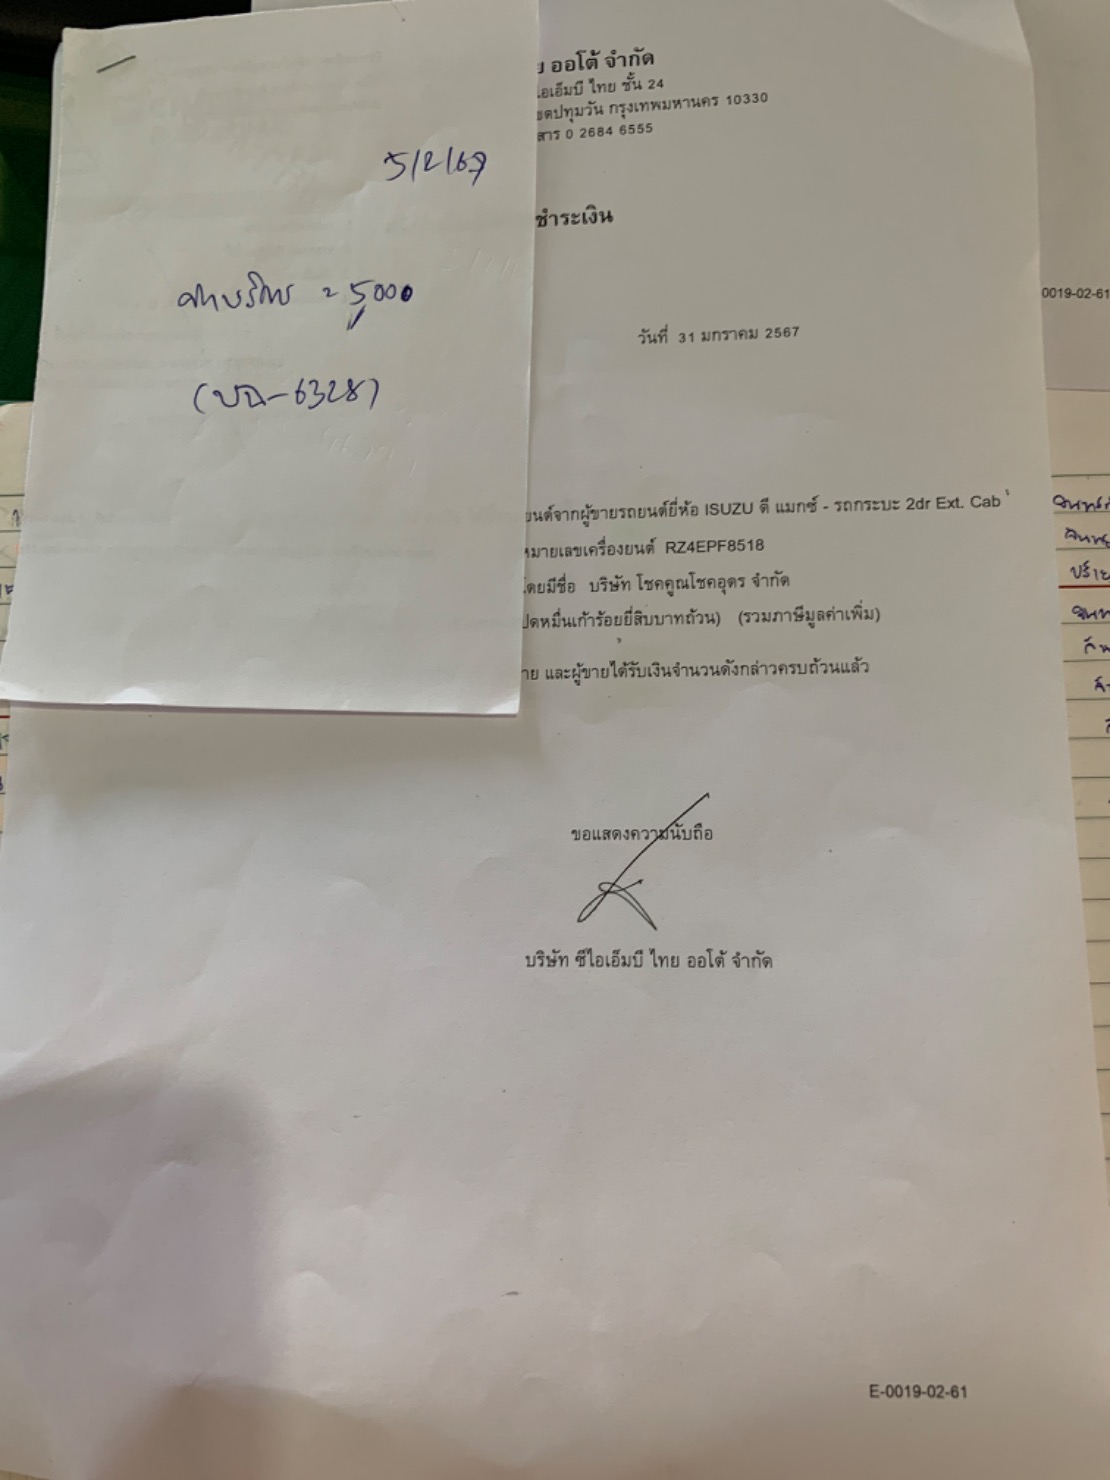 5/2/67
ค่าบริการ = 5000
(บฉ-6328)
ย ออโต้ จำกัด
ไอเอ็มบี ไทย ชั้น 24
ขตปทุมวัน กรุงเทพมหานคร 10330
สาร 0 2684 6555
ชำระเงิน
0019-02-61
วันที่ 31 มกราคม 2567
ยนต์จากผู้ขายรถยนต์ยี่ห้อ ISUZU ดี แมกซ์ - รถกระบะ 2dr Ext. Cab
หมายเลขเครื่องยนต์ RZ4EPF8518
โดยมีชื่อ บริษัท โชคคูณโชคอุดร จำกัด
ปดหมื่นเก้าร้อยยี่สิบบาทถ้วน) (รวมภาษีมูลค่าเพิ่ม)
าย และผู้ขายได้รับเงินจำนวนดังกล่าวครบถ้วนแล้ว
ขอแสดงความนับถือ
บริษัท ซีไอเอ็มบี ไทย ออโต้ จำกัด
E-0019-02-61